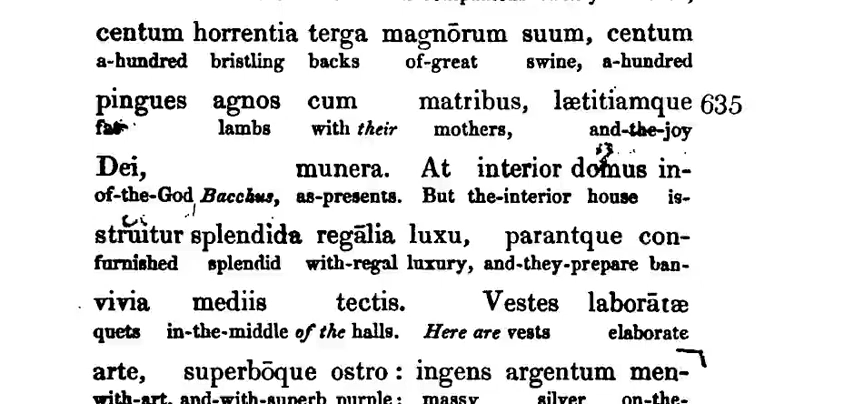 centum horrentia terga magnōrum suum, centum
a-hundred bristling backs of-great swine, a-hundred
pingues agnos cum matribus, lætitiamque 635
fat lambs with their mothers, and-the-joy
Dei, munera. At interior domus in-
of-the-God Bacchus, as-presents. But the-interior house is-
struitur splendida regālia luxu, parantque con-
furnished splendid with-regal luxury, and-they-prepare ban-
vivia mediis tectis. Vestes laborātæ
quets in-the-middle of the halls. Here are vests elaborate
arte, superbōque ostro : ingens argentum men-
with-art, and-with-superb purple; massy silver on-the-